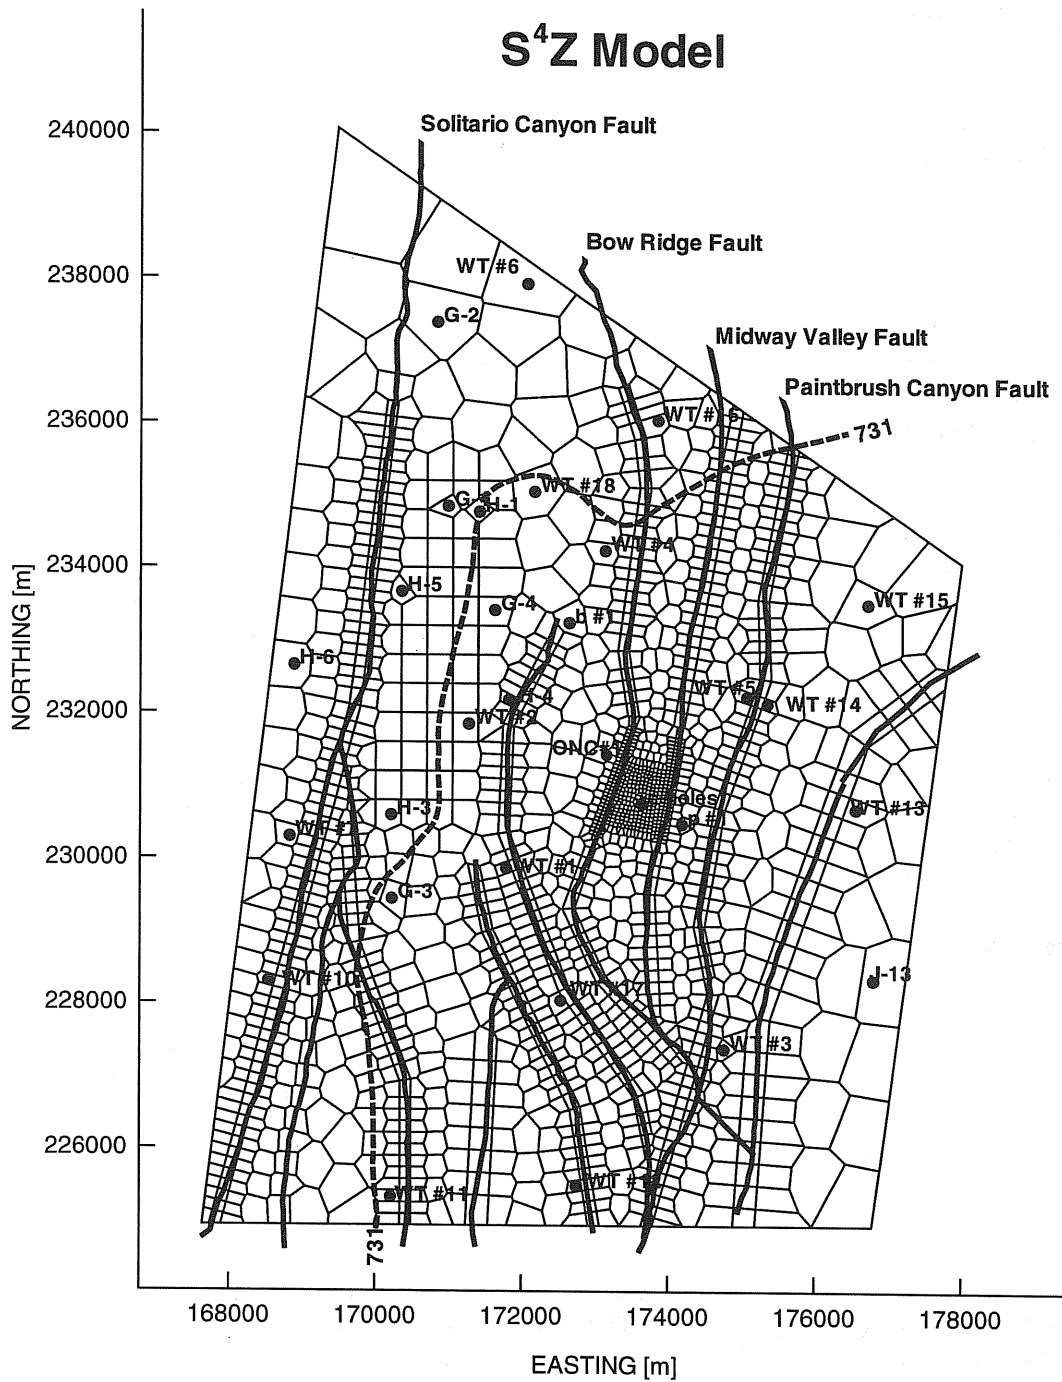 S⁴Z Model
240000
Solitario Canyon Fault
Bow Ridge Fault
238000
WT #6
G-2
Midway Valley Fault
Paintbrush Canyon Fault
236000
731
WT #18
H-1
WT #4
234000
H-5
G-4
b #1
WT #15
H-6
WT #5
WT #14
232000
WT #2
WT #13
H-3
230000
WT #1
G-3
J-13
WT #10
228000
WT #17
WT #3
226000
WT #11
731
168000
170000
172000
174000
176000
178000
NORTHING [m]
EASTING [m]